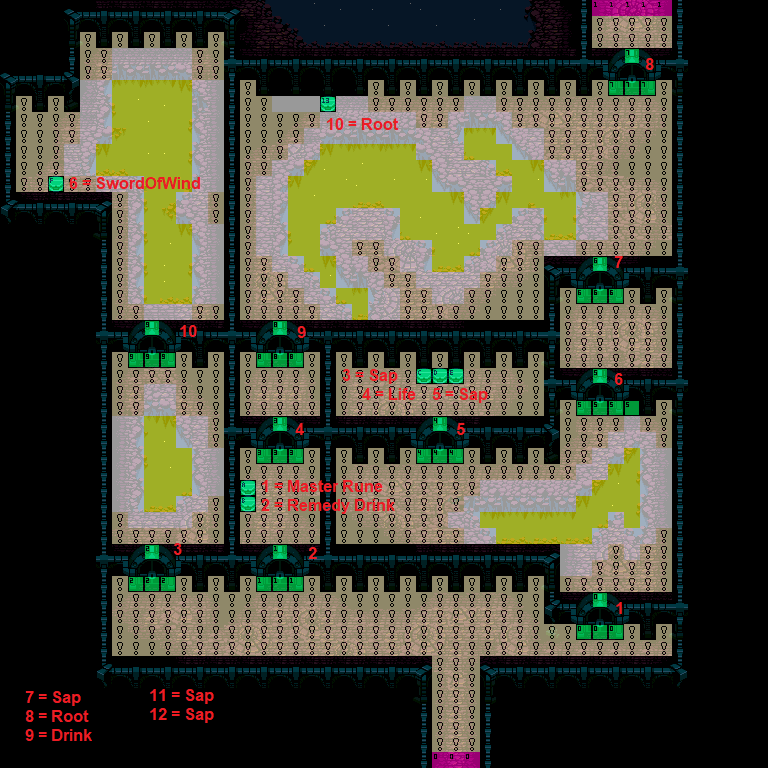 8
10 = Root
6 = SwordOfWind
7
10
9
3 = Sap
4 = Life
5 = Sap
6
4
5
1 = Master Rune
2 = Remedy Drink
3
2
1
7 = Sap
8 = Root
9 = Drink
11 = Sap
12 = Sap